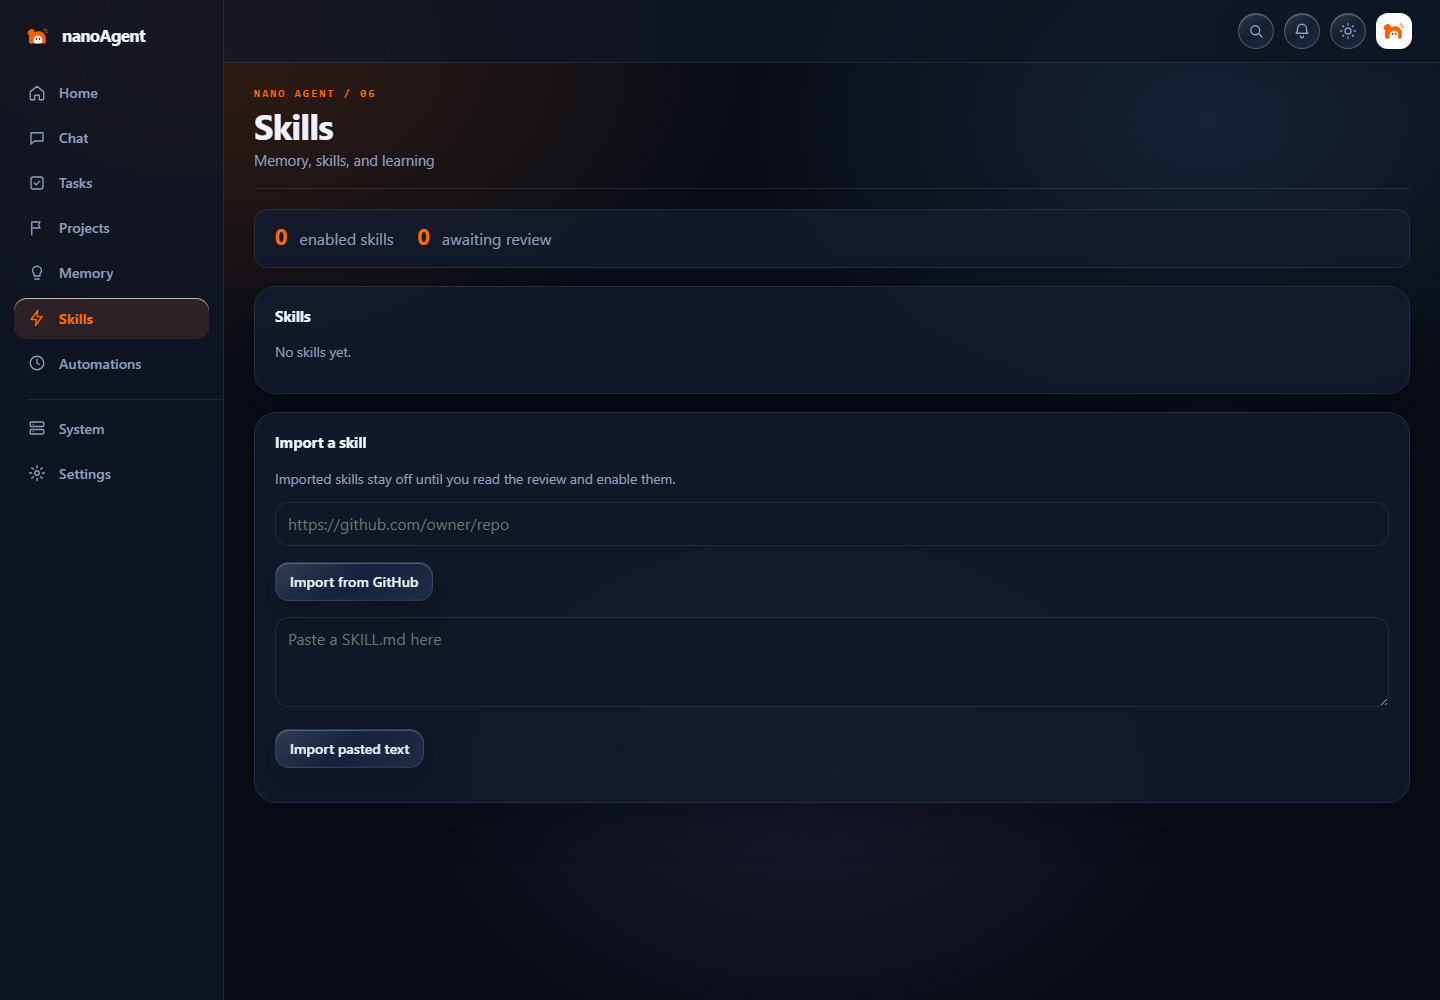 nanoAgent
Home
Chat
Tasks
Projects
Memory
Skills
Automations
System
Settings
NANO AGENT / 06
Skills
Memory, skills, and learning
0 enabled skills 0 awaiting review
Skills
No skills yet.
Import a skill
Imported skills stay off until you read the review and enable them.
https://github.com/owner/repo
Import from GitHub
Paste a SKILL.md here
Import pasted text